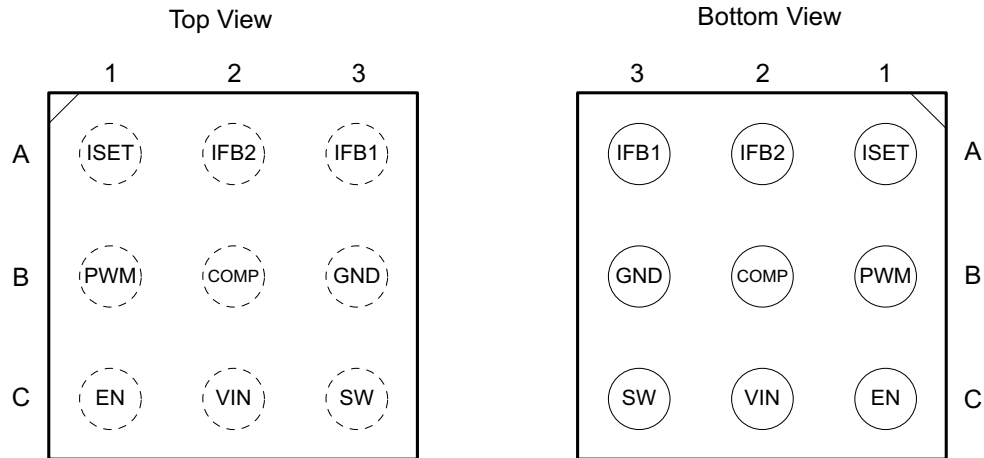 Top View
1 2 3
A ISET IFB2 IFB1
B PWM COMP GND
C EN VIN SW
Bottom View
3 2 1
IFB1 IFB2 ISET A
GND COMP PWM B
SW VIN EN C